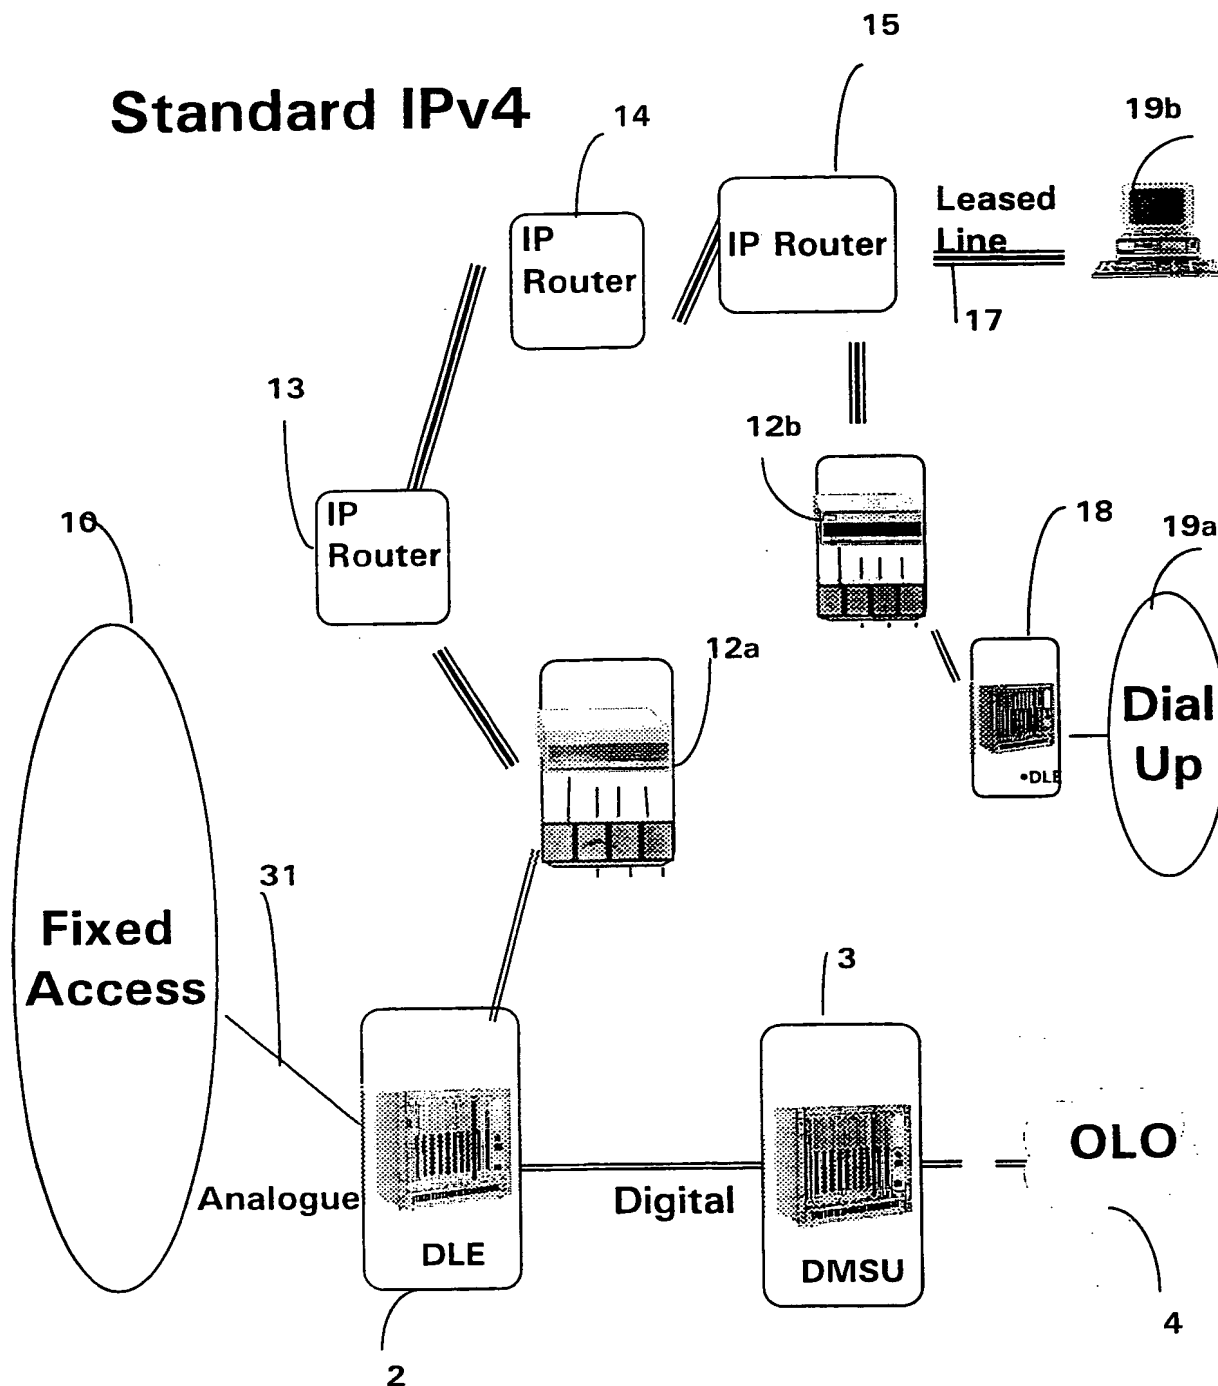 15
Standard IPv4
14
19b
Leased
Line
IP
Router
IP Router
17
13
12b
IP
Router
10
18
19a
12a
Dial
Up
•DLE
31
Fixed
Access
3
OLO
Analogue
Digital
DLE
DMSU
4
2